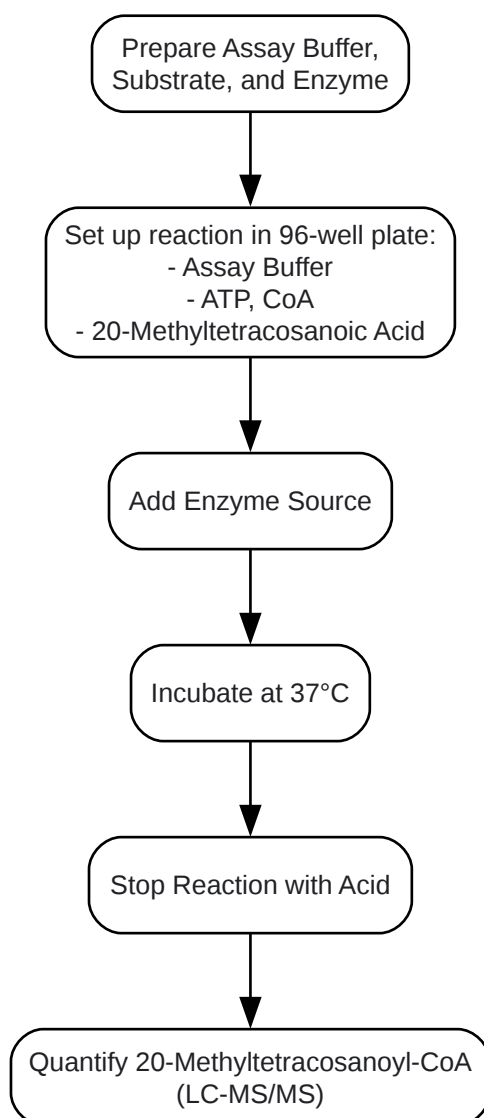 Prepare Assay Buffer,
Substrate, and Enzyme
Set up reaction in 96-well plate:
- Assay Buffer
- ATP, CoA
- 20-Methyltetracosanoic Acid
Add Enzyme Source
Incubate at 37°C
Stop Reaction with Acid
Quantify 20-Methyltetracosanoyl-CoA
(LC-MS/MS)